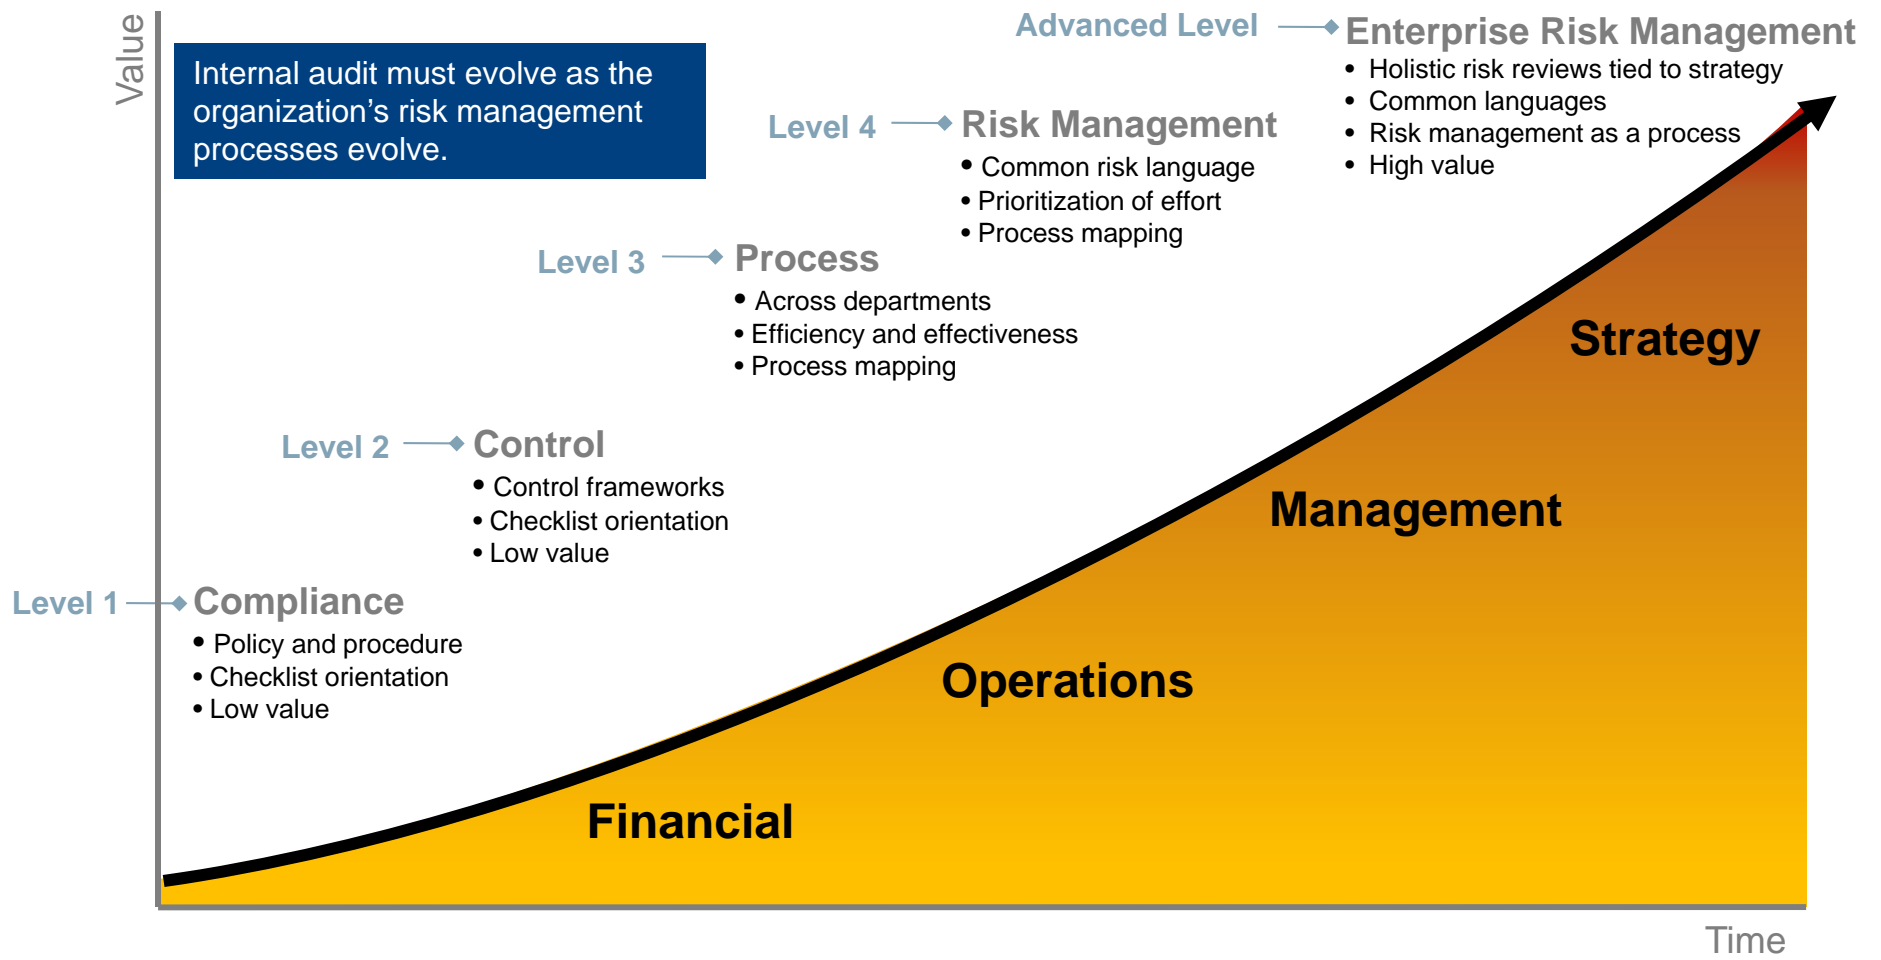 Value
Internal audit must evolve as the
organization’s risk management
processes evolve.
Advanced Level
Enterprise Risk Management
• Holistic risk reviews tied to strategy
• Common languages
• Risk management as a process
• High value
Level 4
Risk Management
• Common risk language
• Prioritization of effort
• Process mapping
Level 3
Process
• Across departments
• Efficiency and effectiveness
• Process mapping
Level 2
Control
• Control frameworks
• Checklist orientation
• Low value
Level 1
Compliance
• Policy and procedure
• Checklist orientation
• Low value
Strategy
Management
Operations
Financial
Time